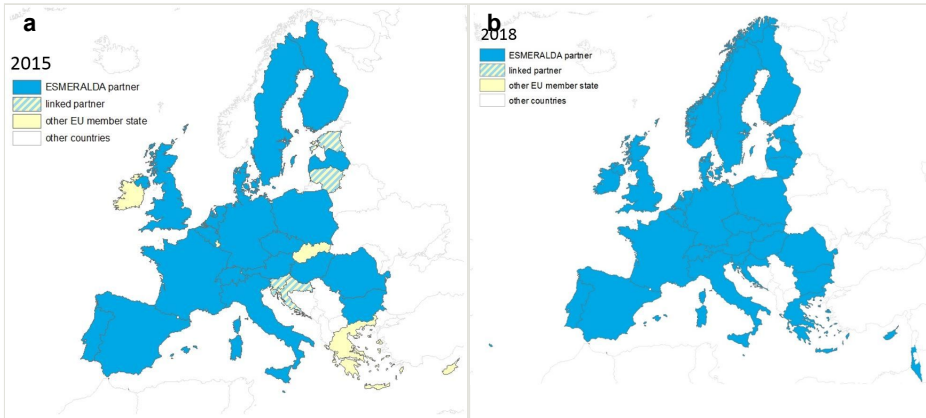 a
2015
ESMERALDA partner
linked partner
other EU member state
other countries
b
2018
ESMERALDA partner
linked partner
other EU member state
other countries